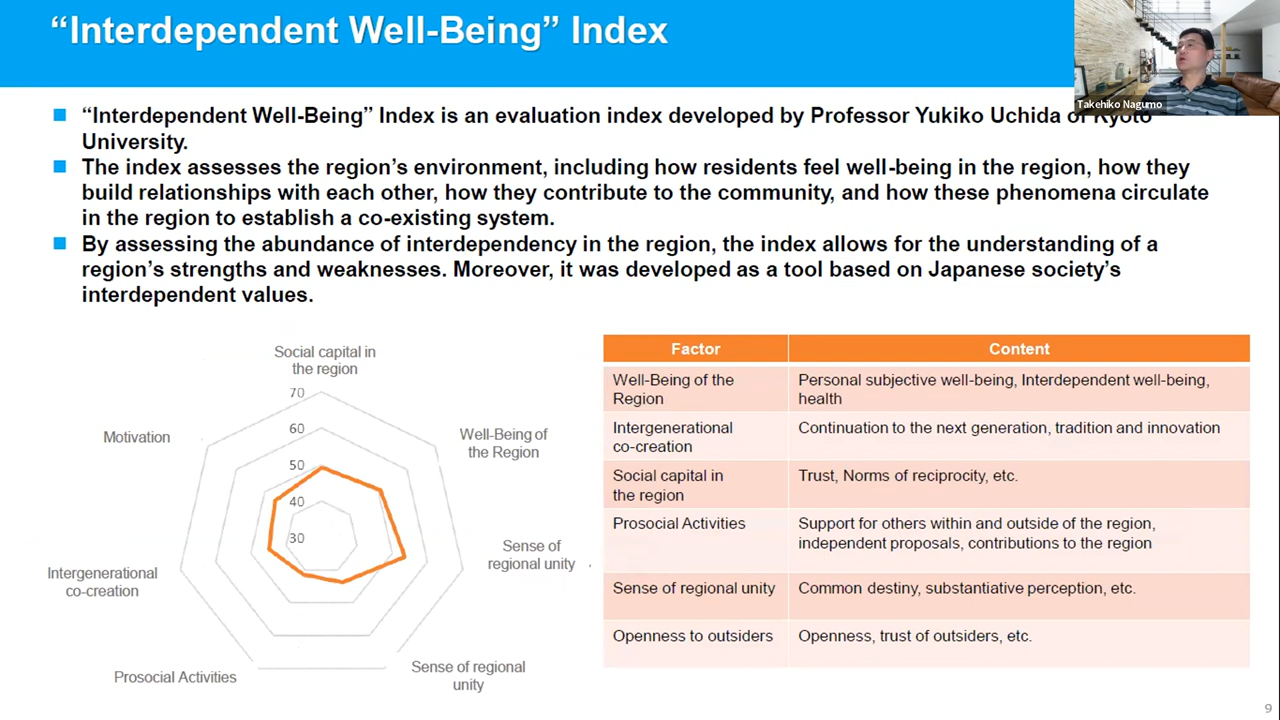 “Interdependent Well-Being” Index
Takehiko Nagumo
“Interdependent Well-Being” Index is an evaluation index developed by Professor Yukiko Uchida of Kyoto
University.
The index assesses the region’s environment, including how residents feel well-being in the region, how they
build relationships with each other, how they contribute to the community, and how these phenomena circulate
in the region to establish a co-existing system.
By assessing the abundance of interdependency in the region, the index allows for the understanding of a
region’s strengths and weaknesses. Moreover, it was developed as a tool based on Japanese society’s
interdependent values.
Social capital in
the region
70
60
50
40
30
Motivation
Well-Being of
the Region
Sense of
regional unity
Intergenerational
co-creation
Sense of regional
unity
Prosocial Activities
Factor
Content
Well-Being of the
Region
Personal subjective well-being, Interdependent well-being,
health
Intergenerational
co-creation
Continuation to the next generation, tradition and innovation
Social capital in
the region
Trust, Norms of reciprocity, etc.
Prosocial Activities
Support for others within and outside of the region,
independent proposals, contributions to the region
Sense of regional unity
Common destiny, substantiative perception, etc.
Openness to outsiders
Openness, trust of outsiders, etc.
9